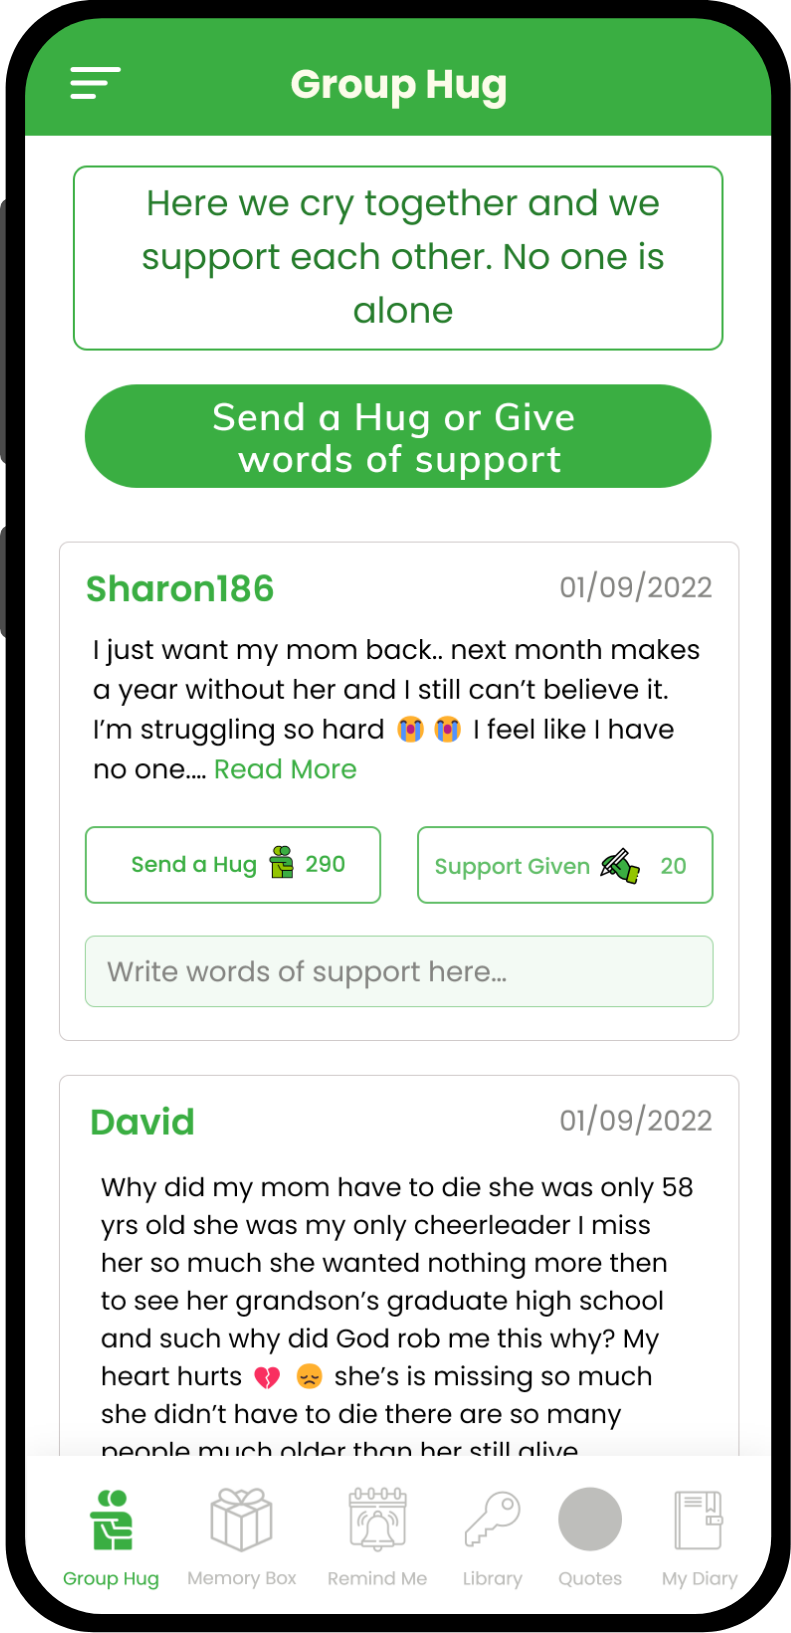 Group Hug
Here we cry together and we
support each other. No one is
alone
Send a Hug or Give
words of support
Sharon186 01/09/2022
I just want my mom back.. next month makes
a year without her and I still can’t believe it.
I’m struggling so hard 😭 😭 I feel like I have
no one.... Read More
Send a Hug 290
Support Given 20
Write words of support here...
David 01/09/2022
Why did my mom have to die she was only 58
yrs old she was my only cheerleader I miss
her so much she wanted nothing more then
to see her grandson’s graduate high school
and such why did God rob me this why? My
heart hurts 💔 😞 she’s is missing so much
she didn’t have to die there are so many
people much older than her still alive
Group Hug
Memory Box
Remind Me
Library
Quotes
My Diary